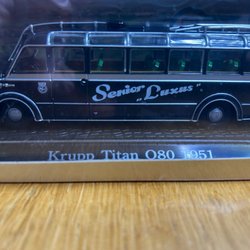 Senior
„Luxus"
Krupp Titan O80 1951